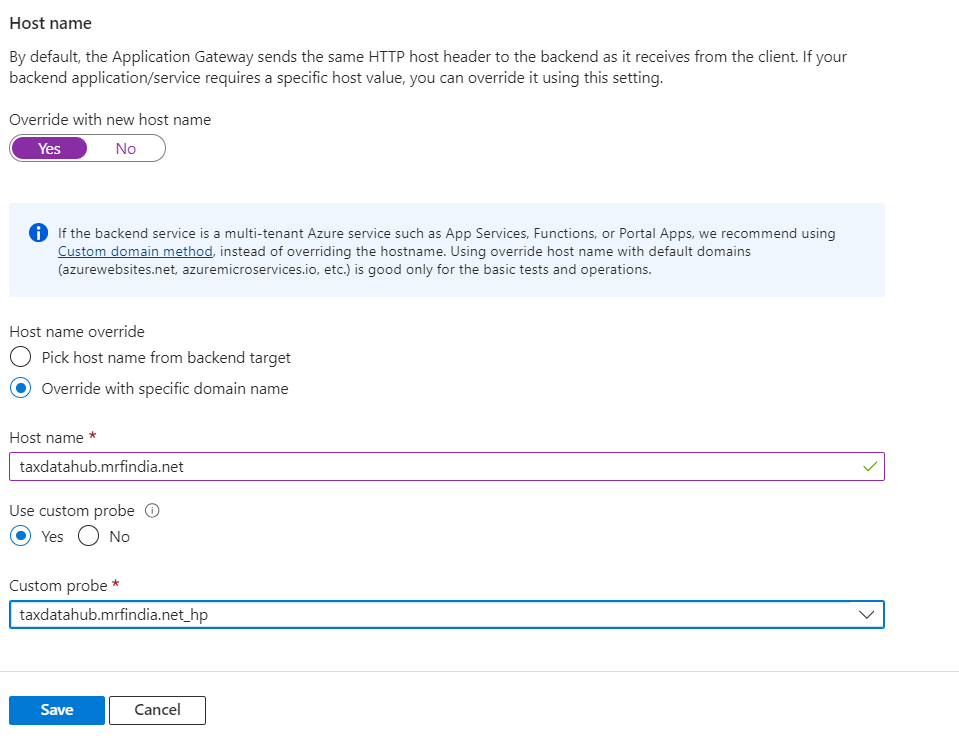 Host name
By default, the Application Gateway sends the same HTTP host header to the backend as it receives from the client. If your
backend application/service requires a specific host value, you can override it using this setting.
Override with new host name
Yes No
If the backend service is a multi-tenant Azure service such as App Services, Functions, or Portal Apps, we recommend using
Custom domain method, instead of overriding the hostname. Using override host name with default domains
(azurewebsites.net, azuremicroservices.io, etc.) is good only for the basic tests and operations.
Host name override
Pick host name from backend target
Override with specific domain name
Host name *
taxdatahub.mrfindia.net
Use custom probe
Yes No
Custom probe *
taxdatahub.mrfindia.net_hp
Save Cancel